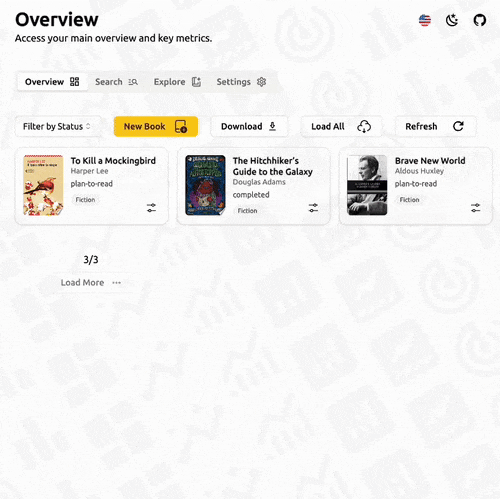 Overview
Access your main overview and key metrics.
Overview
Search
Explore
Settings
Filter by Status
New Book
Download
Load All
Refresh
To Kill a Mockingbird
Harper Lee
plan-to-read
Fiction
The Hitchhiker's
Guide to the Galaxy
Douglas Adams
completed
Fiction
Brave New World
Aldous Huxley
plan-to-read
Fiction
3/3
Load More